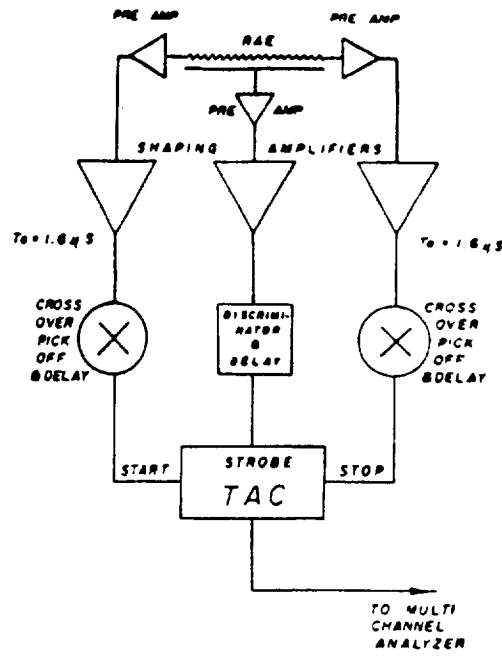 PRE AMP
RAE
PRE AMP
PRE AMP
SHAPING AMPLIFIERS
To = 1.6 μS
To = 1.6 μS
CROSS
OVER
PICK
OFF
& DELAY
DISCRIMI-
NATOR
&
DELAY
CROSS
OVER
PICK
OFF
& DELAY
START
STROBE
STOP
TAC
TO MULTI
CHANNEL
ANALYZER